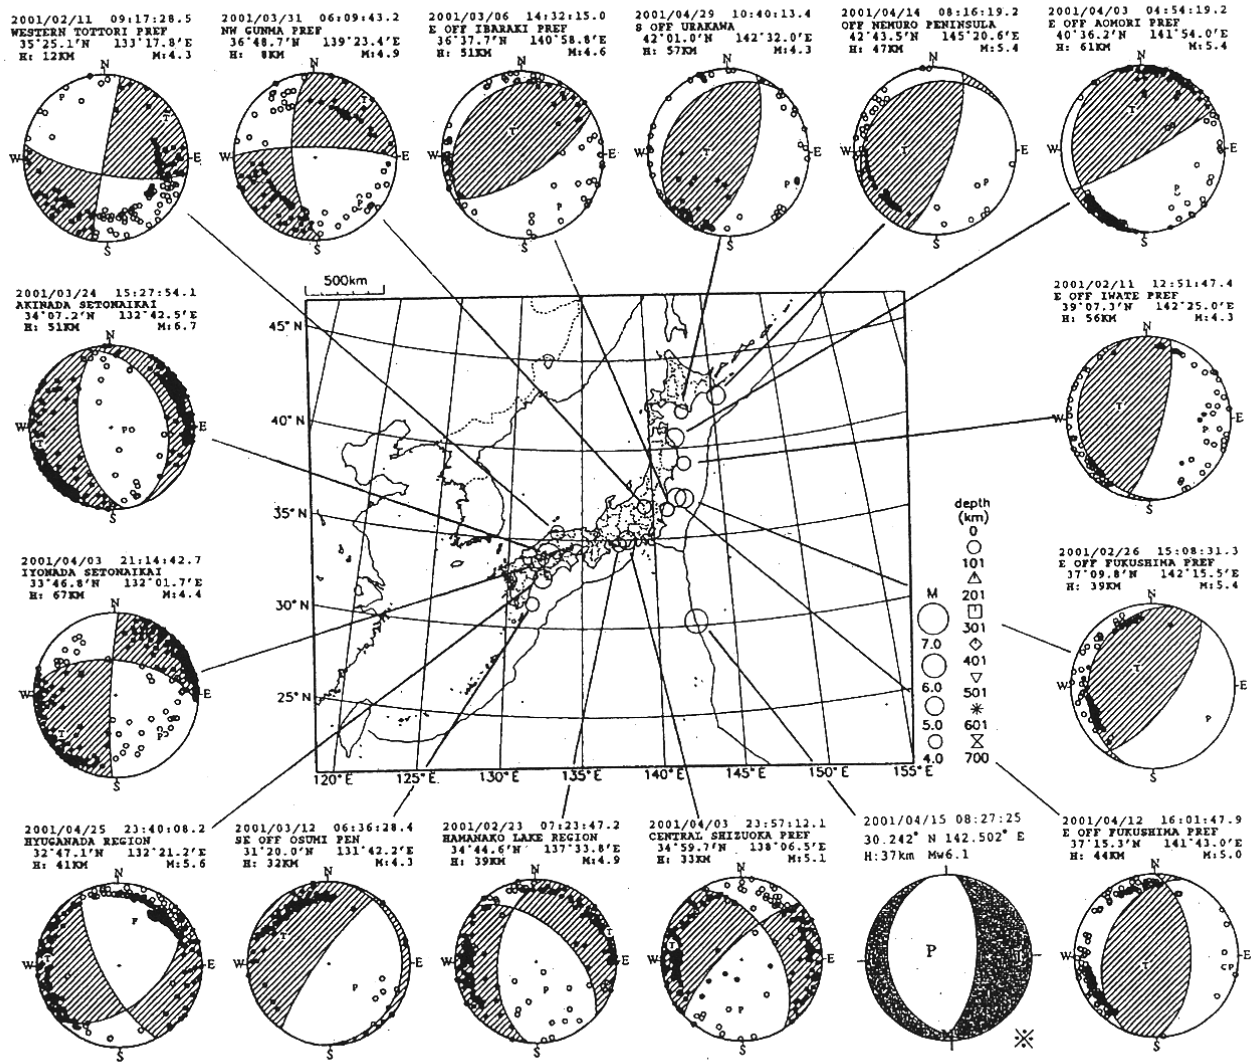 2001/02/11 09:17:28.5
WESTERN TOTTORI PREF
35°25.1'N 133°17.8'E
H: 12KM M:4.3
N
P
T
W
E
S
2001/03/31 06:09:43.2
NW GUNMA PREF
36°48.7'N 139°23.4'E
H: 8KM M:4.9
N
T
W
E
P
S
2001/03/06 14:32:15.0
E OFF IBARAKI PREF
36°37.7'N 140°58.8'E
H: 51KM M:4.6
N
T
W
E
P
S
2001/04/29 10:40:13.4
S OFF URAKAWA
42°01.0'N 142°32.0'E
H: 57KM M:4.3
N
T
W
E
P
S
2001/04/14 08:16:19.2
OFF NEMURO PENINSULA
42°43.5'N 145°20.6'E
H: 47KM M:5.4
N
T
W
E
P
S
2001/04/03 04:54:19.2
E OFF AOMORI PREF
40°36.2'N 141°54.0'E
H: 61KM M:5.4
N
T
W
E
P
S
2001/03/24 15:27:54.1
AKINADA SETONAIKAI
34°07.2'N 132°42.5'E
H: 51KM M:6.7
N
W
E
T
P
S
500km
45°N
40°N
35°N
30°N
25°N
120°E
125°E
130°E
135°E
140°E
145°E
150°E
155°E
2001/02/11 12:51:47.4
E OFF IWATE PREF
39°07.3'N 142°25.0'E
H: 56KM M:4.3
N
T
W
E
P
S
2001/04/03 21:14:42.7
IYONADA SETONAIKAI
33°46.8'N 132°01.7'E
H: 67KM M:4.4
N
W
E
T
P
S
depth
(km)
0
101
201
301
401
501
601
700
M
7.0
6.0
5.0
4.0
2001/02/26 15:08:31.3
E OFF FUKUSHIMA PREF
37°09.8'N 142°15.5'E
H: 39KM M:5.4
N
T
W
E
P
S
2001/04/25 23:40:08.2
HYUGANADA REGION
32°47.1'N 132°21.2'E
H: 41KM M:5.6
N
P
T
W
E
S
2001/03/12 06:36:28.4
SE OFF OSUMI PEN
31°20.0'N 131°42.2'E
H: 32KM M:4.3
N
T
W
E
P
S
2001/02/23 07:23:47.2
HAMANAKO LAKE REGION
34°44.6'N 137°33.8'E
H: 39KM M:4.9
N
T
W
E
P
S
2001/04/03 23:57:12.1
CENTRAL SHIZUOKA PREF
34°59.7'N 138°06.5'E
H: 33KM M:5.1
N
T
W
E
P
S
2001/04/15 08:27:25
30.242° N 142.502° E
H:37km Mw6.1
P
※
2001/04/12 16:01:47.9
E OFF FUKUSHIMA PREF
37°15.3'N 141°43.0'E
H: 44KM M:5.0
N
T
W
E
P
S